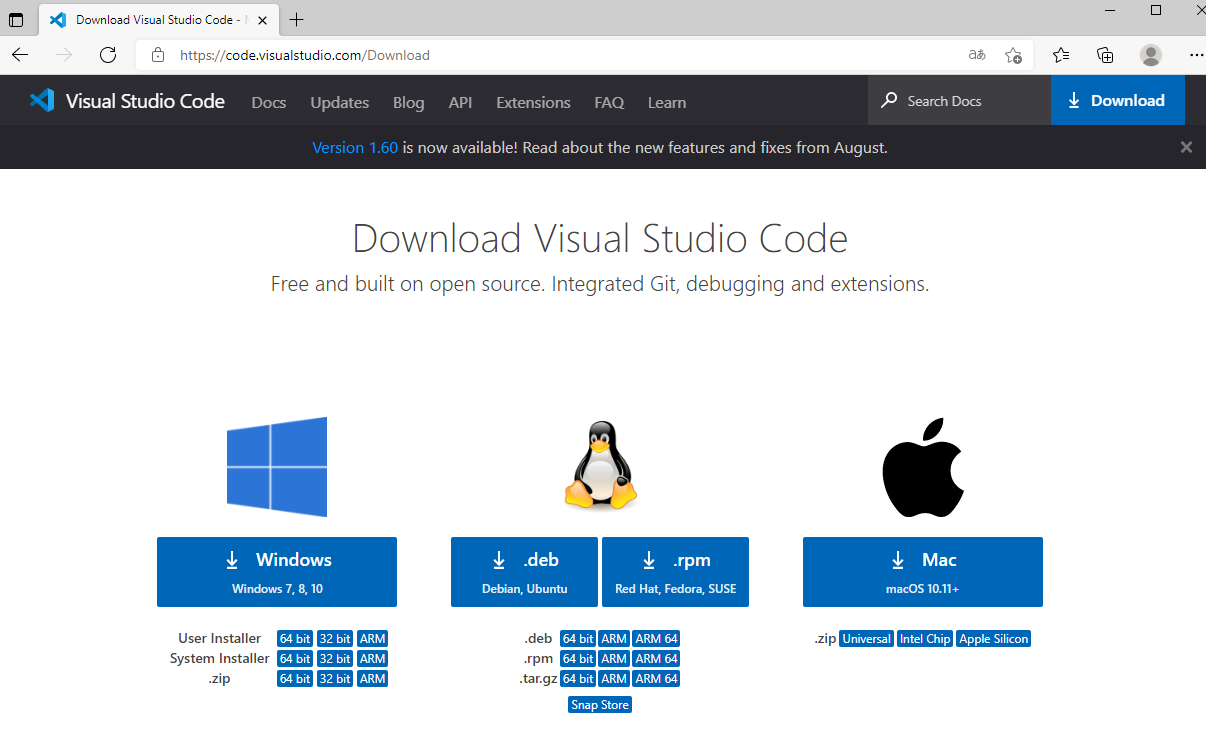 Download Visual Studio Code -
https://code.visualstudio.com/Download
Visual Studio Code Docs Updates Blog API Extensions FAQ Learn Search Docs Download
Version 1.60 is now available! Read about the new features and fixes from August.
Download Visual Studio Code
Free and built on open source. Integrated Git, debugging and extensions.
Windows
Windows 7, 8, 10
User Installer 64 bit 32 bit ARM
System Installer 64 bit 32 bit ARM
.zip 64 bit 32 bit ARM
.deb
Debian, Ubuntu
.rpm
Red Hat, Fedora, SUSE
.deb 64 bit ARM ARM 64
.rpm 64 bit ARM ARM 64
.tar.gz 64 bit ARM ARM 64
Snap Store
Mac
macOS 10.11+
.zip Universal Intel Chip Apple Silicon